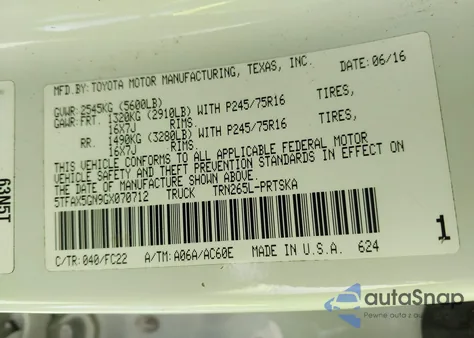 MFD.BY:TOYOTA MOTOR MANUFACTURING, TEXAS, INC. DATE:06/16
GVWR:2545KG (5600LB)
GAWR:FRT. 1320KG (2910LB) WITH P245/75R16 TIRES,
16X7J RIMS.
RR. 1490KG (3280LB) WITH P245/75R16 TIRES,
16X7J RIMS.
THIS VEHICLE CONFORMS TO ALL APPLICABLE FEDERAL MOTOR
VEHICLE SAFETY AND THEFT PREVENTION STANDARDS IN EFFECT ON
THE DATE OF MANUFACTURE SHOWN ABOVE.
5TFAX5GN9GX070712 TRUCK TRN265L-PRTSKA
C/TR:040/FC22 A/TM:A06A/AC60E MADE IN U.S.A. 624
1
63N5T
autoSnap
Pewne auto z